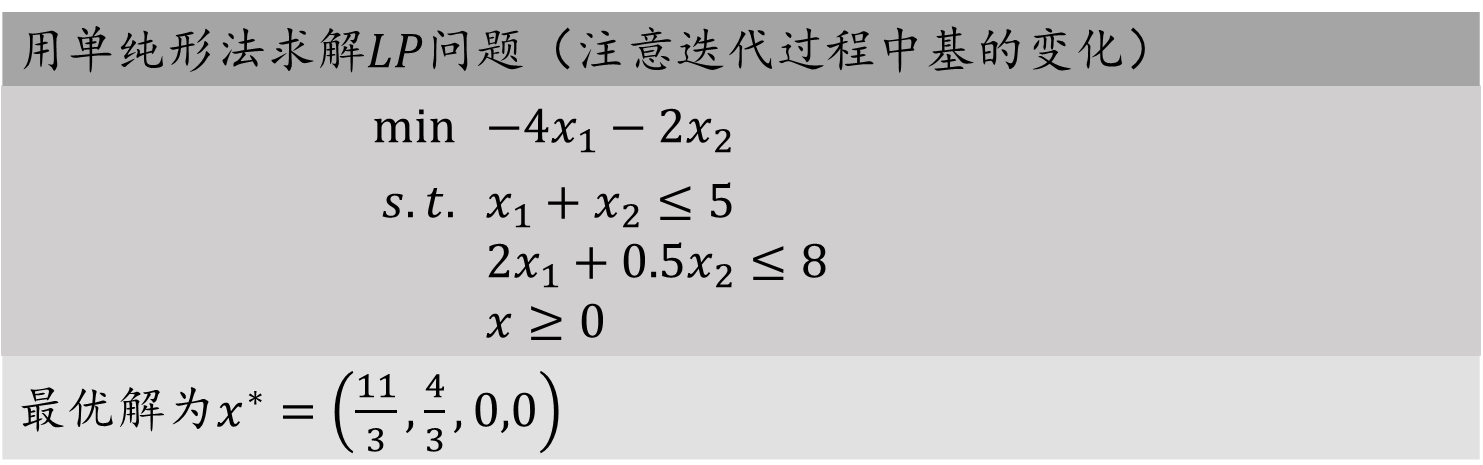 用单纯形法求解LP问题（注意迭代过程中基的变化）
min −4x₁ − 2x₂
s.t. x₁ + x₂ ≤ 5
2x₁ + 0.5x₂ ≤ 8
x ≥ 0
最优解为x* = (11/3, 4/3, 0,0)